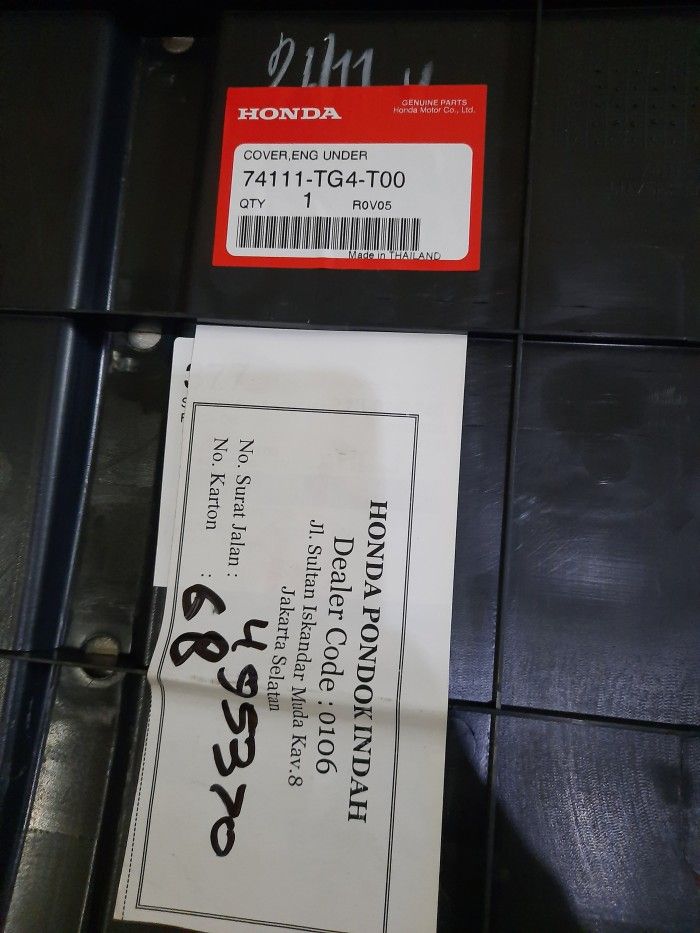 HONDA
GENUINE PARTS
Honda Motor Co., Ltd.
COVER,ENG UNDER
74111-TG4-T00
QTY 1 R0V05
Made in THAILAND
HONDA PONDOK INDAH
Dealer Code : 0106
Jl. Sultan Iskandar Muda Kav.8
Jakarta Selatan
No. Surat Jalan : 495370
No. Karton : 68